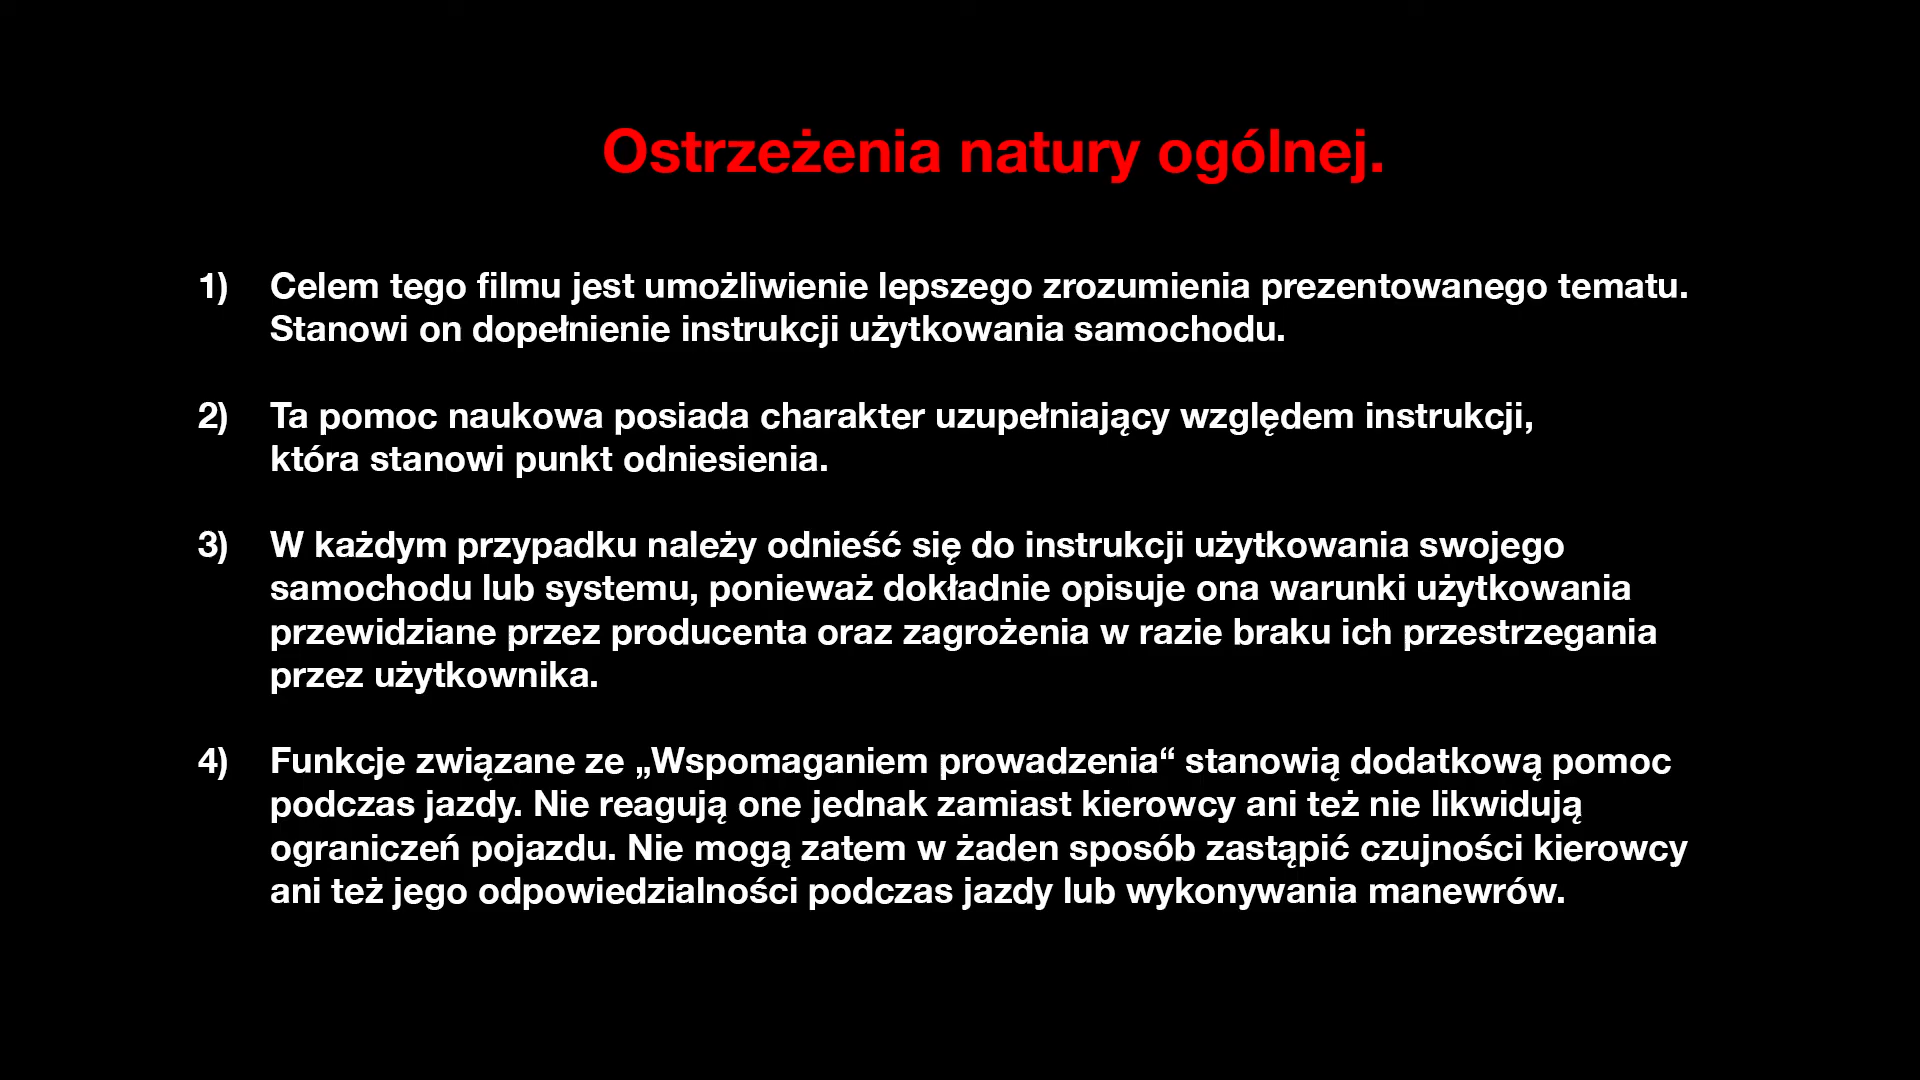 Ostrzeżenia natury ogólnej.
1) Celem tego filmu jest umożliwienie lepszego zrozumienia prezentowanego tematu.
Stanowi on dopełnienie instrukcji użytkowania samochodu.
2) Ta pomoc naukowa posiada charakter uzupełniający względem instrukcji,
która stanowi punkt odniesienia.
3) W każdym przypadku należy odnieść się do instrukcji użytkowania swojego
samochodu lub systemu, ponieważ dokładnie opisuje ona warunki użytkowania
przewidziane przez producenta oraz zagrożenia w razie braku ich przestrzegania
przez użytkownika.
4) Funkcje związane ze „Wspomaganiem prowadzenia“ stanowią dodatkową pomoc
podczas jazdy. Nie reagują one jednak zamiast kierowcy ani też nie likwidują
ograniczeń pojazdu. Nie mogą zatem w żaden sposób zastąpić czujności kierowcy
ani też jego odpowiedzialności podczas jazdy lub wykonywania manewrów.